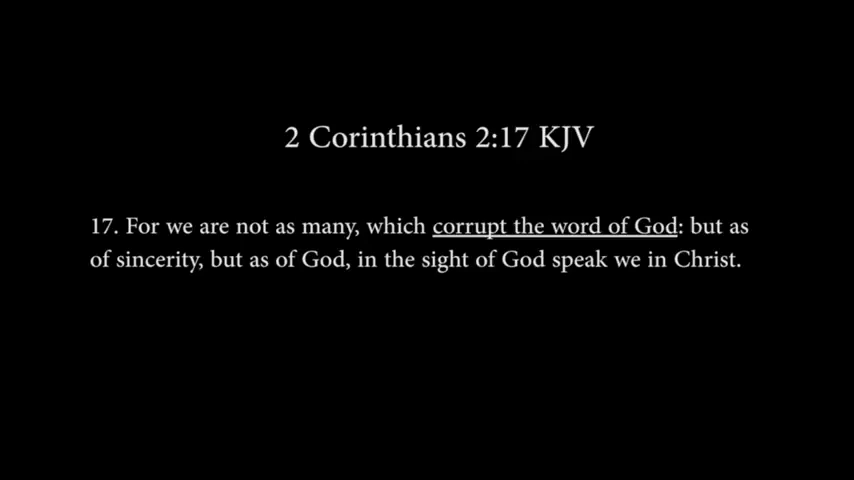 2 Corinthians 2:17 KJV
17. For we are not as many, which corrupt the word of God: but as
of sincerity, but as of God, in the sight of God speak we in Christ.